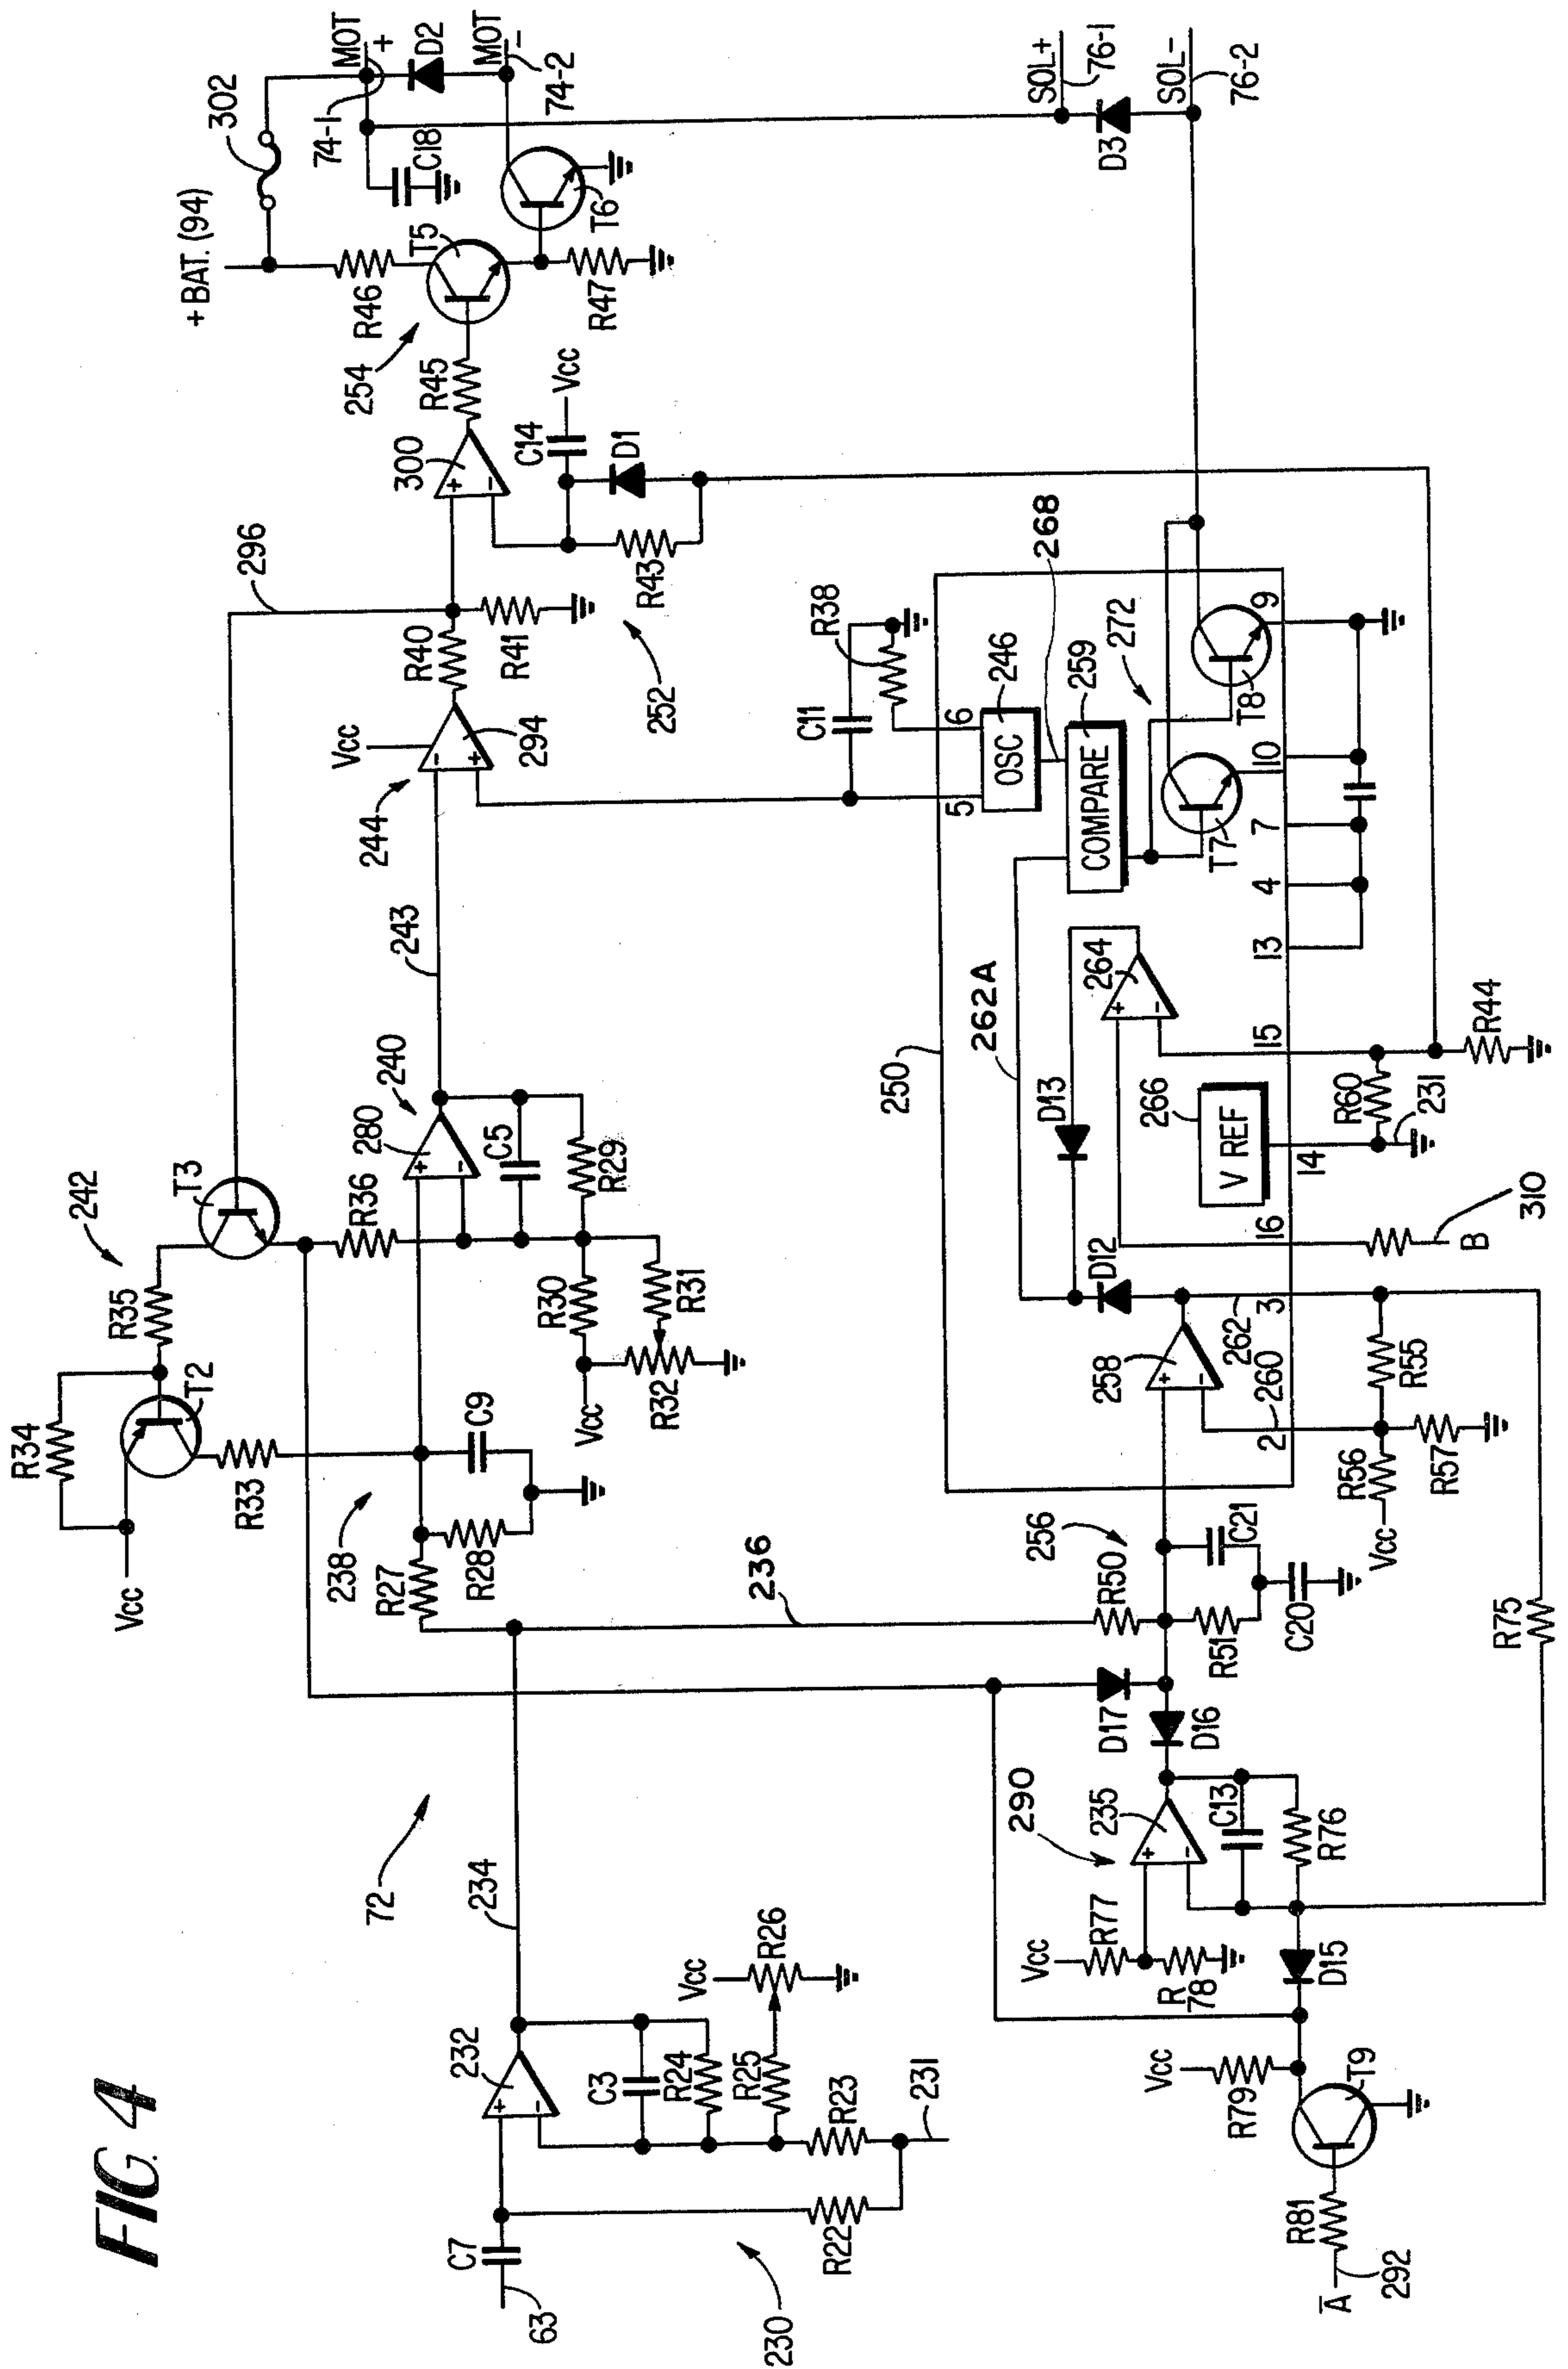 FIG. 4
72
63
C7
230
R22
R23
231
232
C3
R24
R25
Vcc
R26
234
236
Vcc
R34
T2
R35
242
T3
296
R33
238
R27
R28
C9
R36
280
240
C5
R29
R30
R31
Vcc
R32
243
244
Vcc
294
R40
R41
252
300
R45
C14
Vcc
D1
R43
254
+BAT. (94)
302
R46
T5
R47
T6
74-1
C18
MOT
+
D2
MOT
-
74-2
SOL+
76-1
D3
SOL-
76-2
C11
R38
250
5
6
OSC
246
268
COMPARE
259
272
T7
T8
262A
264
D13
D12
258
V REF
266
260
262
2
3
16
14
15
13
4
7
10
9
B
310
R60
231
R44
R55
R56
Vcc
R57
R75
256
R50
R51
C21
C20
D17
D16
290
235
C13
R76
Vcc
R77
R
78
D15
Vcc
R79
T9
R81
A̅
292